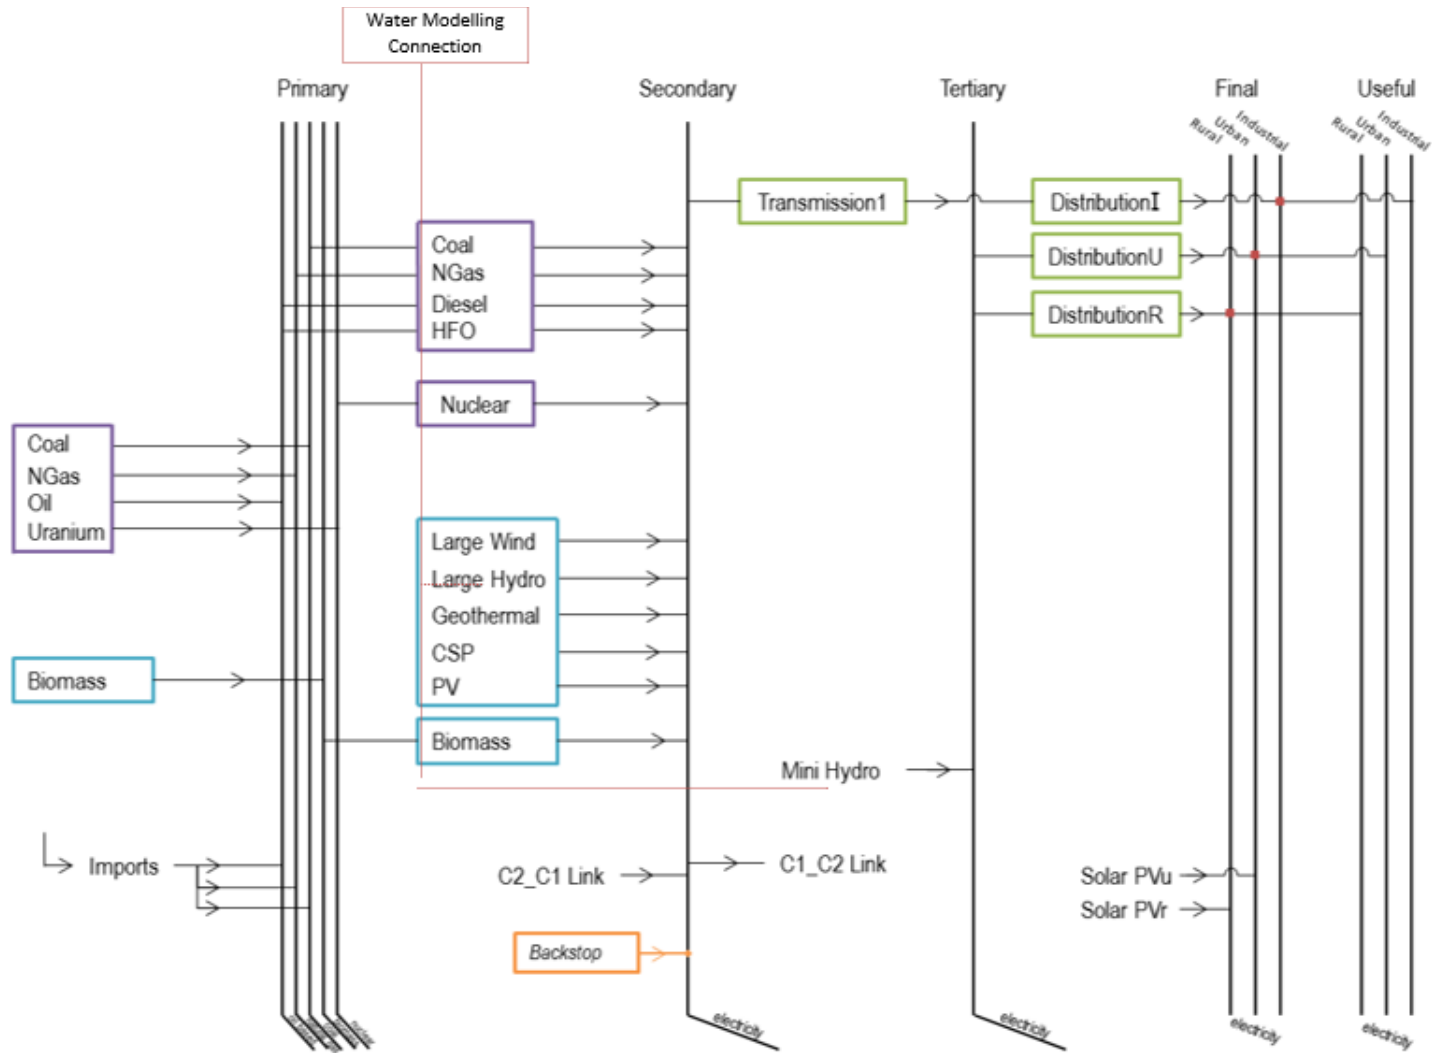 Water Modelling
Connection
Primary
Secondary
Tertiary
Final
Useful
Rural
Urban
Industrial
Rural
Urban
Industrial
Transmission1
DistributionI
DistributionU
DistributionR
Coal
NGas
Diesel
HFO
Nuclear
Coal
NGas
Oil
Uranium
Large Wind
Large Hydro
Geothermal
CSP
PV
Biomass
Biomass
Mini Hydro
Imports
C2_C1 Link
C1_C2 Link
Solar PVu
Solar PVr
Backstop
nuclear
electricity
electricity
electricity
electricity